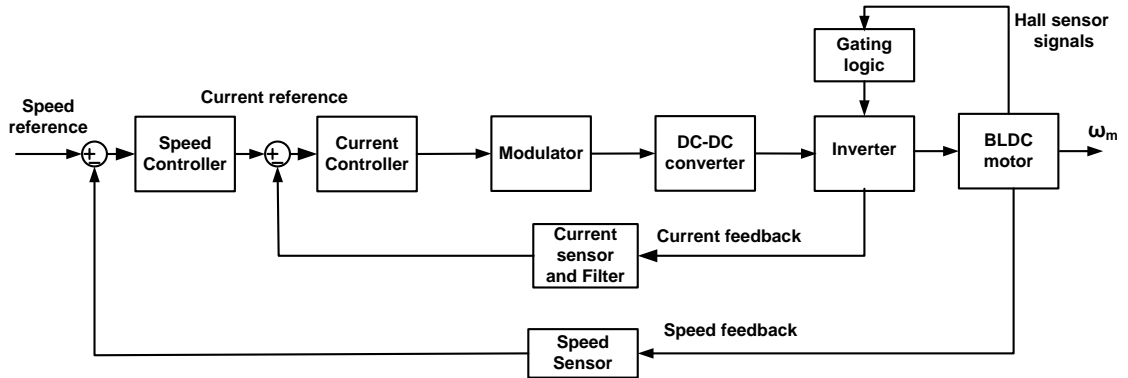 Hall sensor
signals
Gating
logic
Speed
reference
Current reference
+
−
Speed
Controller
+
−
Current
Controller
Modulator
DC-DC
converter
Inverter
BLDC
motor
ωm
Current
sensor
and Filter
Current feedback
Speed
Sensor
Speed feedback